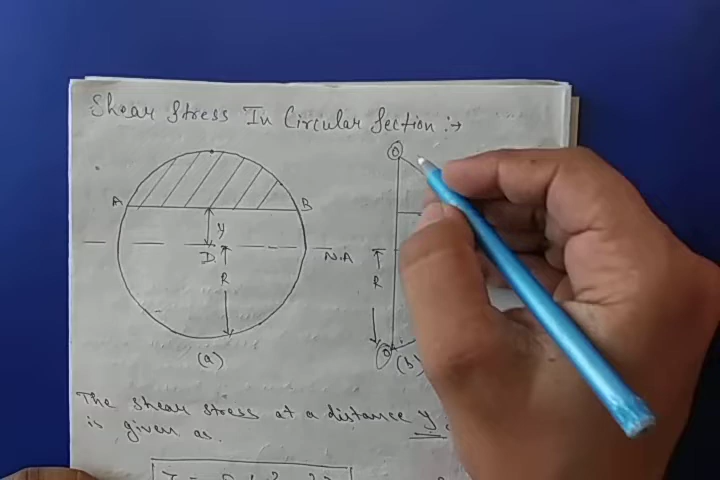 Shear Stress In Circular Section :→
O
A
B
y
D
N.A
R
R
O
(a)
(b)
The shear stress at a distance y
is given as.